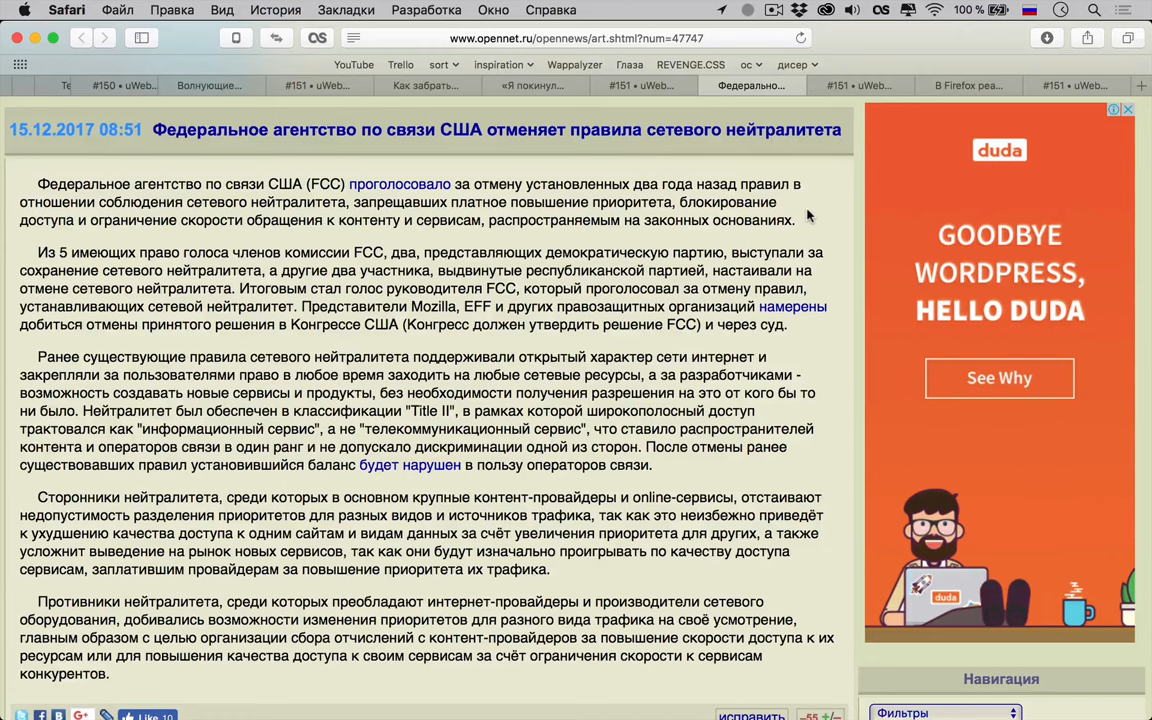 Safari Файл Правка Вид История Закладки Разработка Окно Справка 100 %
www.opennet.ru/opennews/art.shtml?num=47747
YouTube Trello sort inspiration Wappalyzer Глаза REVENGE.CSS ос дисер
Те #150 • uWeb... Волнующие... #151 • uWeb... Как забрать... «Я покинул... #151 • uWeb... Федерально... #151 • uWeb... В Firefox реа... #151 • uWeb...
15.12.2017 08:51 Федеральное агентство по связи США отменяет правила сетевого нейтралитета
Федеральное агентство по связи США (FCC) проголосовало за отмену установленных два года назад правил в
отношении соблюдения сетевого нейтралитета, запрещавших платное повышение приоритета, блокирование
доступа и ограничение скорости обращения к контенту и сервисам, распространяемым на законных основаниях.
Из 5 имеющих право голоса членов комиссии FCC, два, представляющих демократическую партию, выступали за
сохранение сетевого нейтралитета, а другие два участника, выдвинутые республиканской партией, настаивали на
отмене сетевого нейтралитета. Итоговым стал голос руководителя FCC, который проголосовал за отмену правил,
устанавливающих сетевой нейтралитет. Представители Mozilla, EFF и других правозащитных организаций намерены
добиться отмены принятого решения в Конгрессе США (Конгресс должен утвердить решение FCC) и через суд.
Ранее существующие правила сетевого нейтралитета поддерживали открытый характер сети интернет и
закрепляли за пользователями право в любое время заходить на любые сетевые ресурсы, а за разработчиками -
возможность создавать новые сервисы и продукты, без необходимости получения разрешения на это от кого бы то
ни было. Нейтралитет был обеспечен в классификации "Title II", в рамках которой широкополосный доступ
трактовался как "информационный сервис", а не "телекоммуникационный сервис", что ставило распространителей
контента и операторов связи в один ранг и не допускало дискриминации одной из сторон. После отмены ранее
существовавших правил установившийся баланс будет нарушен в пользу операторов связи.
Сторонники нейтралитета, среди которых в основном крупные контент-провайдеры и online-сервисы, отстаивают
недопустимость разделения приоритетов для разных видов и источников трафика, так как это неизбежно приведёт
к ухудшению качества доступа к одним сайтам и видам данных за счёт увеличения приоритета для других, а также
усложнит выведение на рынок новых сервисов, так как они будут изначально проигрывать по качеству доступа
сервисам, заплатившим провайдерам за повышение приоритета их трафика.
Противники нейтралитета, среди которых преобладают интернет-провайдеры и производители сетевого
оборудования, добивались возможности изменения приоритетов для разного вида трафика на своё усмотрение,
главным образом с целью организации сбора отчислений с контент-провайдеров за повышение скорости доступа к их
ресурсам или для повышения качества доступа к своим сервисам за счёт ограничения скорости к сервисам
конкурентов.
Like 10 исправить –55 +/–
duda
GOODBYE
WORDPRESS,
HELLO DUDA
See Why
duda
Навигация
Фильтры